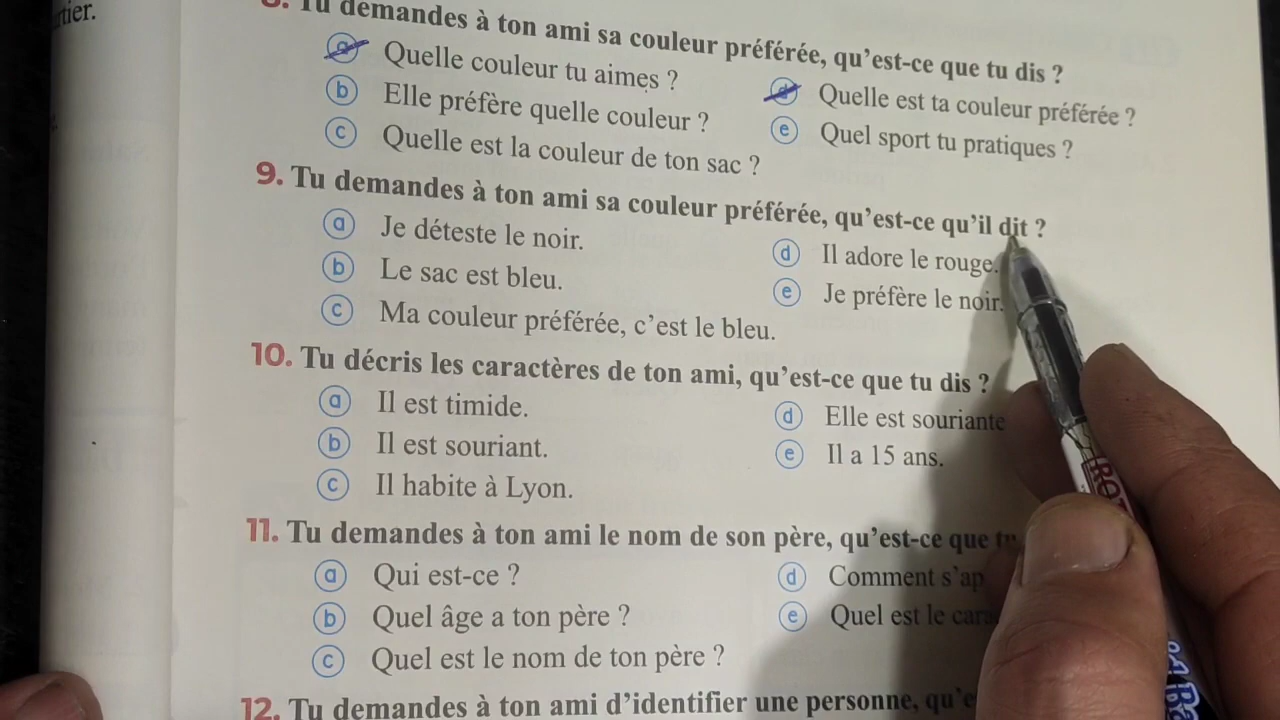 rtier.
8. Tu demandes à ton ami sa couleur préférée, qu'est-ce que tu dis ?
a Quelle couleur tu aimes ?
b Elle préfère quelle couleur ?
c Quelle est la couleur de ton sac ?
d Quelle est ta couleur préférée ?
e Quel sport tu pratiques ?
9. Tu demandes à ton ami sa couleur préférée, qu'est-ce qu'il dit ?
a Je déteste le noir.
b Le sac est bleu.
c Ma couleur préférée, c'est le bleu.
d Il adore le rouge.
e Je préfère le noir.
10. Tu décris les caractères de ton ami, qu'est-ce que tu dis ?
a Il est timide.
b Il est souriant.
c Il habite à Lyon.
d Elle est souriante
e Il a 15 ans.
11. Tu demandes à ton ami le nom de son père, qu'est-ce que tu
a Qui est-ce ?
b Quel âge a ton père ?
c Quel est le nom de ton père ?
d Comment s'ap
e Quel est le cara
12. Tu demandes à ton ami d'identifier une personne, qu'e